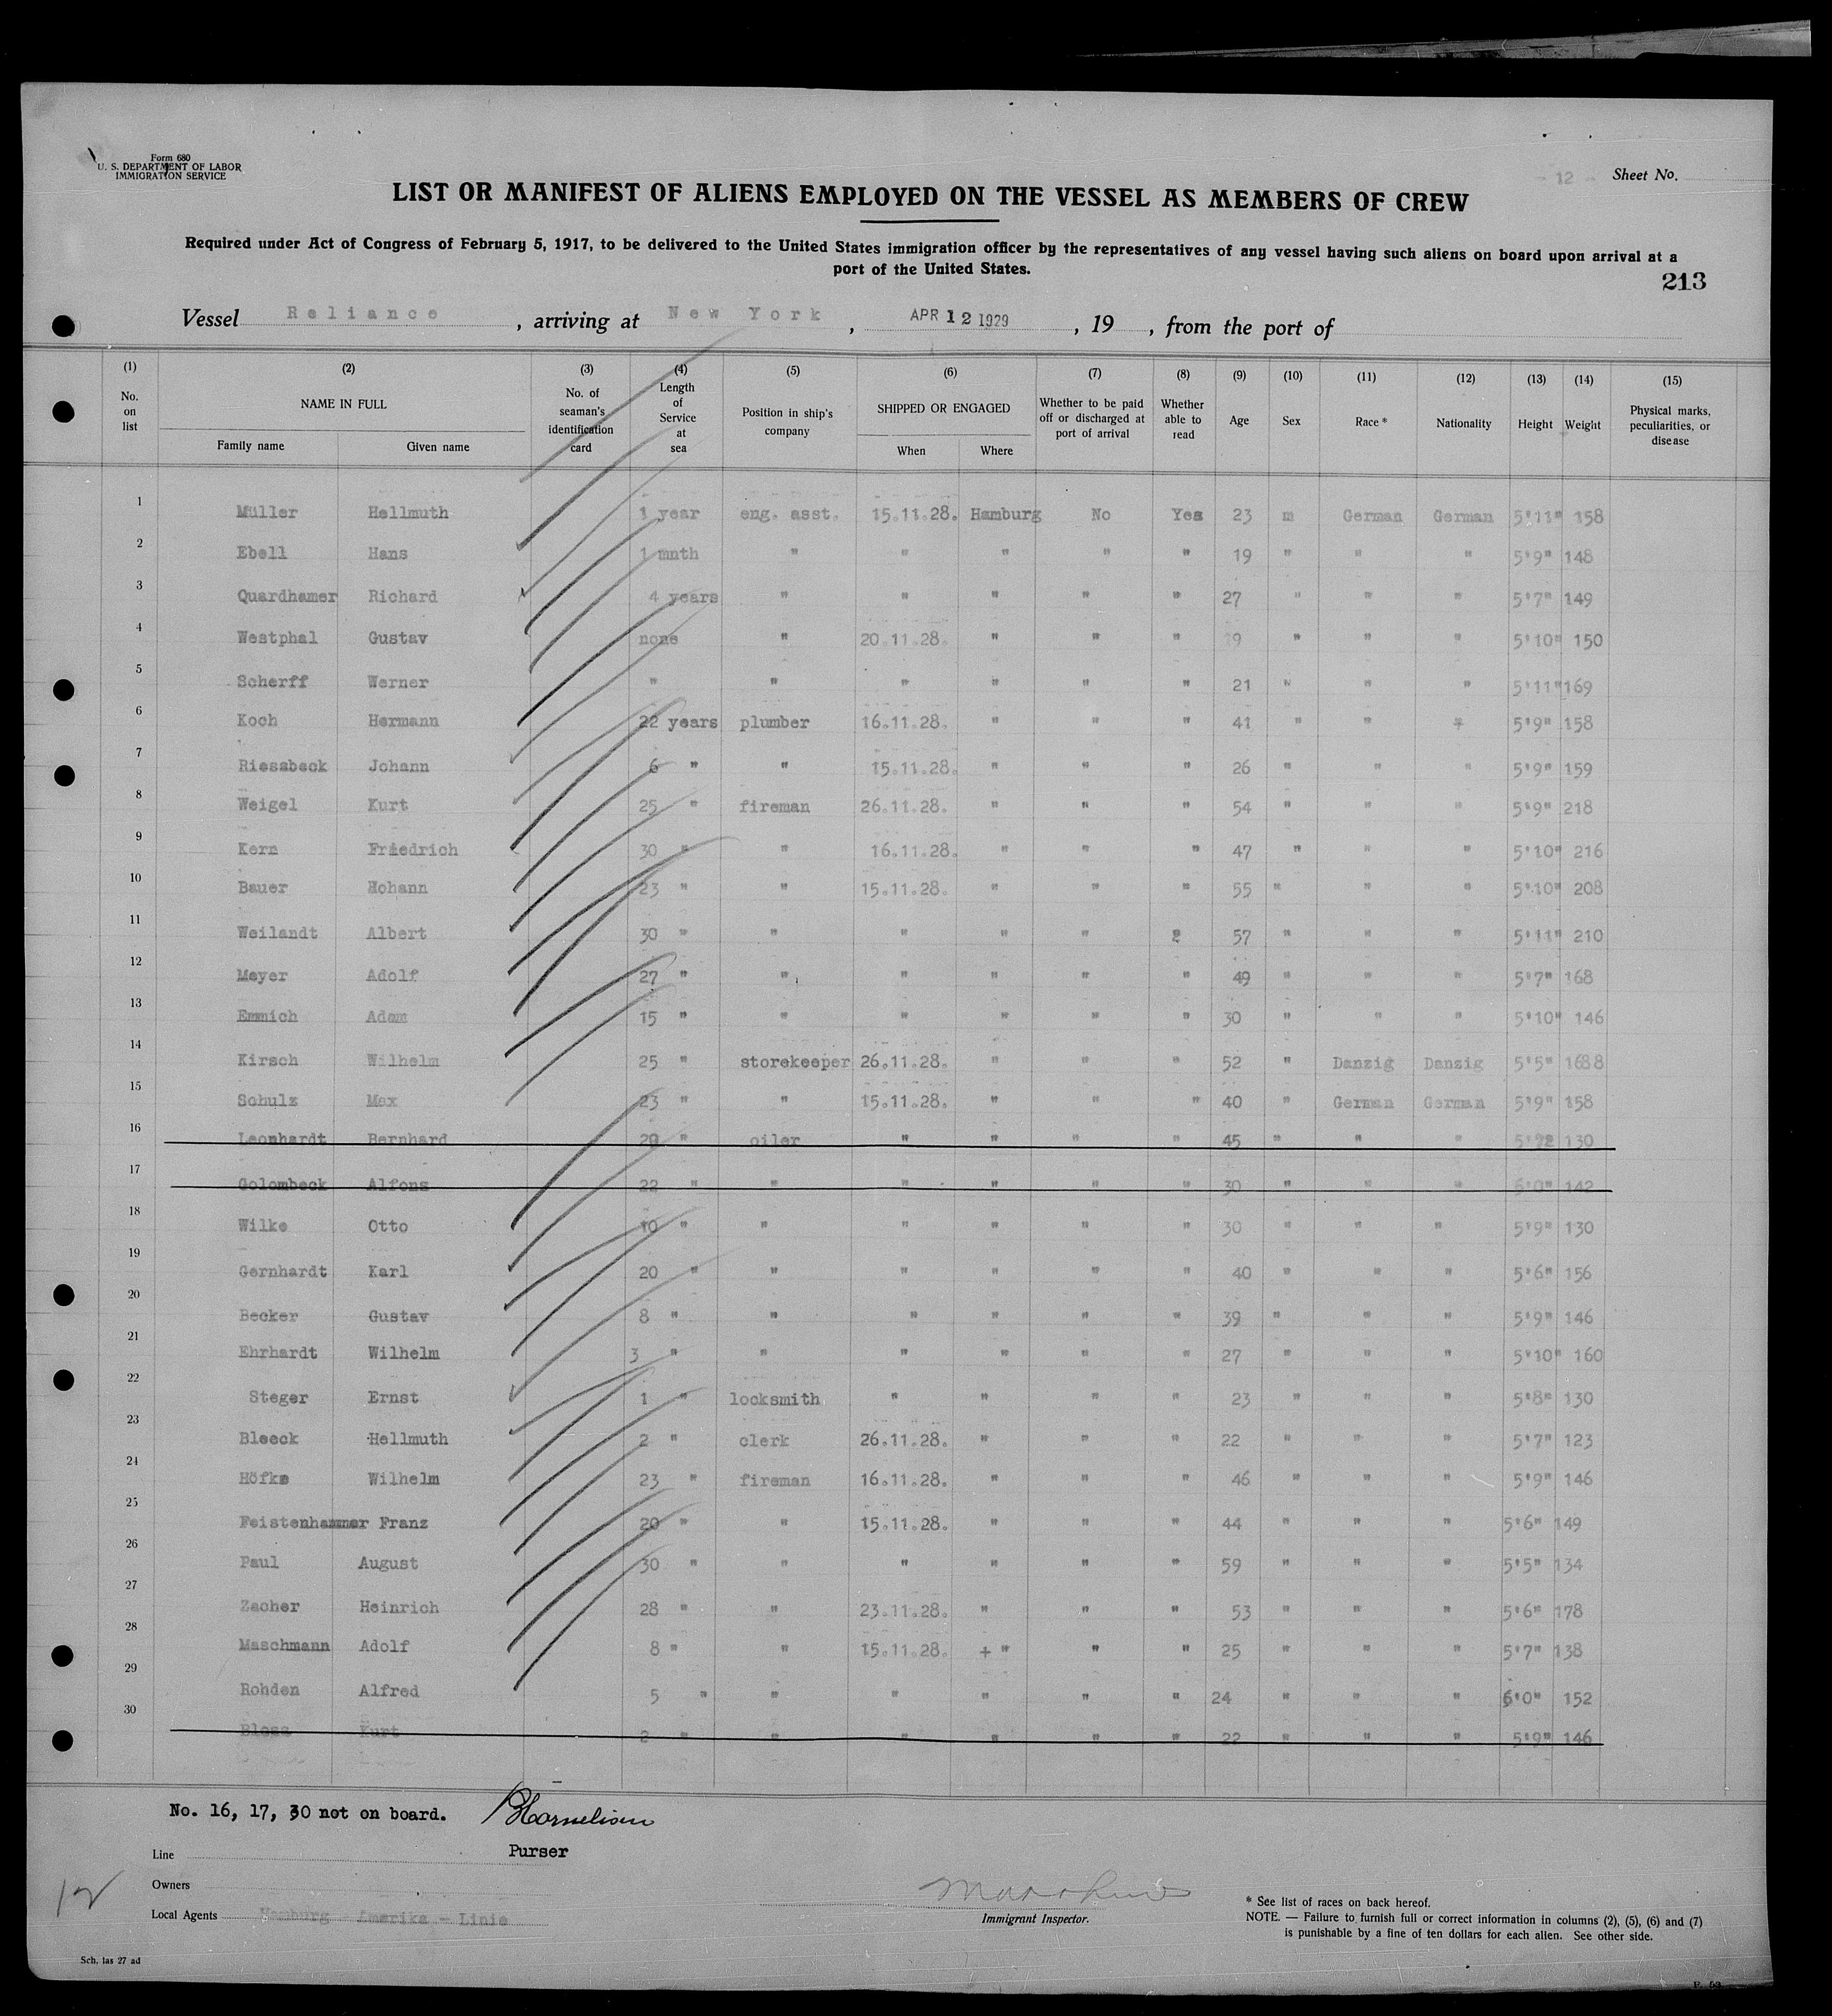 Form 680
U. S. DEPARTMENT OF LABOR
IMMIGRATION SERVICE
- 12 - Sheet No.
LIST OR MANIFEST OF ALIENS EMPLOYED ON THE VESSEL AS MEMBERS OF CREW
Required under Act of Congress of February 5, 1917, to be delivered to the United States immigration officer by the representatives of any vessel having such aliens on board upon arrival at a
port of the United States.
213
Vessel Reliance, arriving at New York, APR 12 1929, 19 , from the port of
(1) (2) (3) (4) (5) (6) (7) (8) (9) (10) (11) (12) (13) (14) (15)
No. on list NAME IN FULL Family name Given name No. of seaman's identification card Length of Service at sea Position in ship's company SHIPPED OR ENGAGED When Where Whether to be paid off or discharged at port of arrival Whether able to read Age Sex Race * Nationality Height Weight Physical marks, peculiarities, or disease
1 Müller Hellmuth 1 year eng. asst. 15.11.28. Hamburg No Yes 23 m German German 5'11" 158
2 Ebell Hans 1 mnth " " " " " 19 " " " 5'9" 148
3 Quardhamer Richard 4 years " " " " " 27 " " " 5'7" 149
4 Westphal Gustav none " 20.11.28. " " " 19 " " " 5'10" 150
5 Scherff Werner " " " " " " 21 " " " 5'11" 169
6 Koch Hermann 22 years plumber 16.11.28. " " " 41 " " " 5'9" 158
7 Riessbeck Johann 6 " " 15.11.28. " " " 26 " " " 5'9" 159
8 Weigel Kurt 25 " fireman 26.11.28. " " " 54 " " " 5'9" 218
9 Kern Friedrich 30 " " 16.11.28. " " " 47 " " " 5'10" 216
10 Bauer Hohann 23 " " 15.11.28. " " " 55 " " " 5'10" 208
11 Weilandt Albert 30 " " " " " 57 " " " 5'11" 210
12 Meyer Adolf 27 " " " " " " 49 " " " 5'7" 168
13 Emmich Adam 15 " " " " " " 30 " " " 5'10" 146
14 Kirsch Wilhelm 25 " storekeeper 26.11.28. " " " 52 " Danzig Danzig 5'5" 1688
15 Schulz Max 23 " " 15.11.28. " " " 40 " German German 5'9" 158
16 Leonhardt Bernhard 20 " oiler " " " " 45 " " " 130
17 Golombeck Alfons 22 " " " " " " 30 " " " 6'0" 142
18 Wilke Otto 10 " " " " " " 30 " " " 5'9" 130
19 Gernhardt Karl 20 " " " " " " 40 " " " 5'6" 156
20 Becker Gustav 8 " " " " " " 39 " " " 5'9" 146
21 Ehrhardt Wilhelm 3 " " " " " " 27 " " " 5'10" 160
22 Steger Ernst 1 " locksmith " " " " 23 " " " 5'8" 130
23 Bleeck Hellmuth 2 " clerk 26.11.28. " " " 22 " " " 5'7" 123
24 Höfke Wilhelm 23 " fireman 16.11.28. " " " 46 " " " 5'9" 146
25 Feistenhammer Franz 20 " " 15.11.28. " " " 44 " " " 5'6" 149
26 Paul August 30 " " " " " " 59 " " " 5'5" 134
27 Zacher Heinrich 28 " " 23.11.28. " " " 53 " " " 5'6" 178
28 Maschmann Adolf 8 " " 15.11.28. + " " " 25 " " " 5'7" 138
29 Rohden Alfred 5 " " " " " " 24 " " " 6'0" 152
30 Bloss Kurt 2 " " " " " " 22 " " " 5'9" 146
No. 16, 17, 30 not on board.
Purser
Line
Owners
12
Local Agents Hamburg - Amerika - Linie
Immigrant Inspector.
* See list of races on back hereof.
NOTE. — Failure to furnish full or correct information in columns (2), (5), (6) and (7)
is punishable by a fine of ten dollars for each alien. See other side.
Sch. las 27 ad